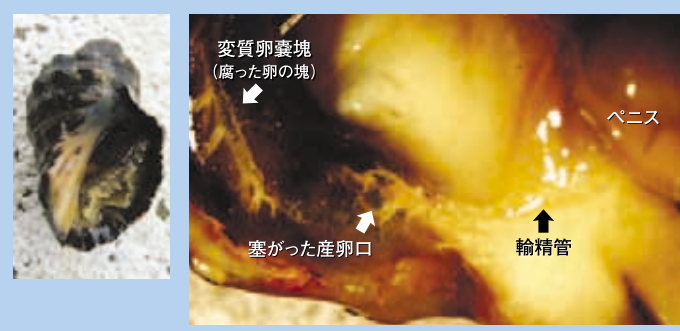 変質卵嚢塊
（腐った卵の塊）
ペニス
塞がった産卵口
輸精管